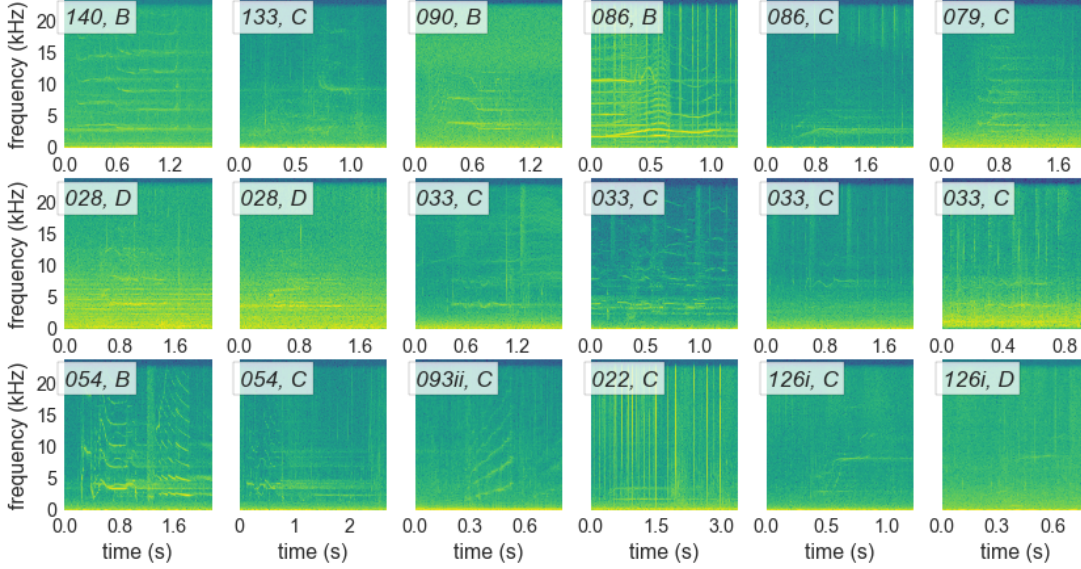 140, B 133, C 090, B 086, B 086, C 079, C
frequency (kHz)
20
15
10
5
0
0.0 0.6 1.2 0.0 0.5 1.0 0.0 0.6 1.2 0.0 0.5 1.0 0.0 0.8 1.6 0.0 0.8 1.6
028, D 028, D 033, C 033, C 033, C 033, C
frequency (kHz)
20
15
10
5
0
0.0 0.8 1.6 0.0 0.8 1.6 0.0 0.6 1.2 0.0 0.5 1.0 0.0 0.8 1.6 0.0 0.4 0.8
054, B 054, C 093ii, C 022, C 126i, C 126i, D
frequency (kHz)
20
15
10
5
0
0.0 0.8 1.6 0 1 2 0.0 0.3 0.6 0.0 1.5 3.0 0.0 0.5 1.0 0.0 0.3 0.6
time (s) time (s) time (s) time (s) time (s) time (s)